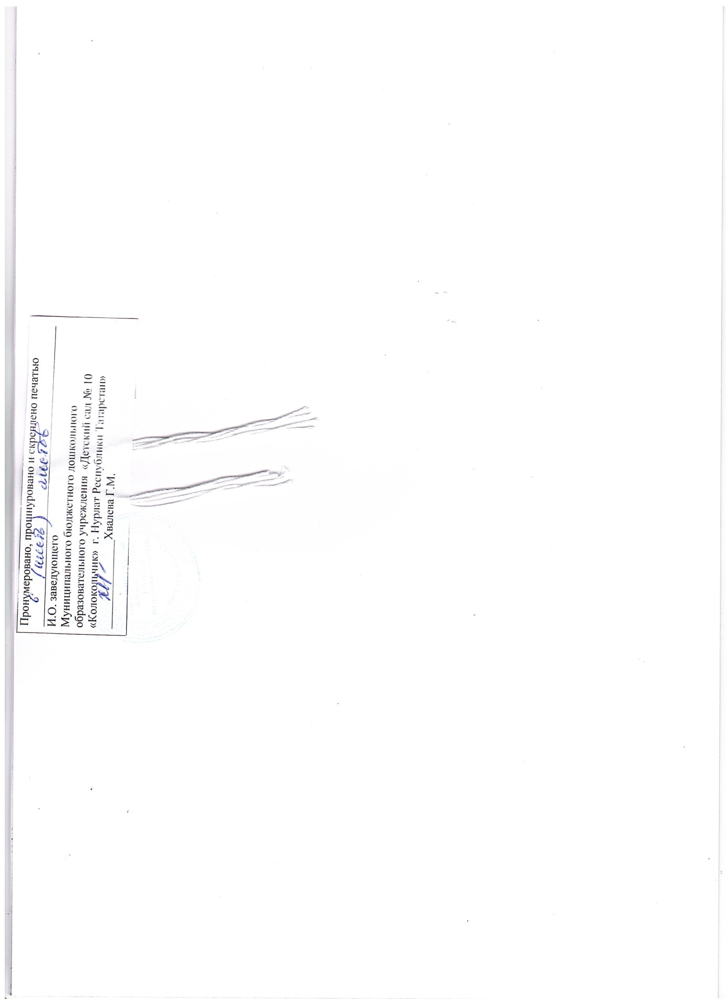 Пронумеровано, прошнуровано и скреплено печатью
6 (шесть) листов
И.О. заведующего
Муниципального бюджетного дошкольного
образовательного учреждения «Детский сад № 10
«Колокольчик» г. Нурлат Республики Татарстан»
Хвалева Г.М.